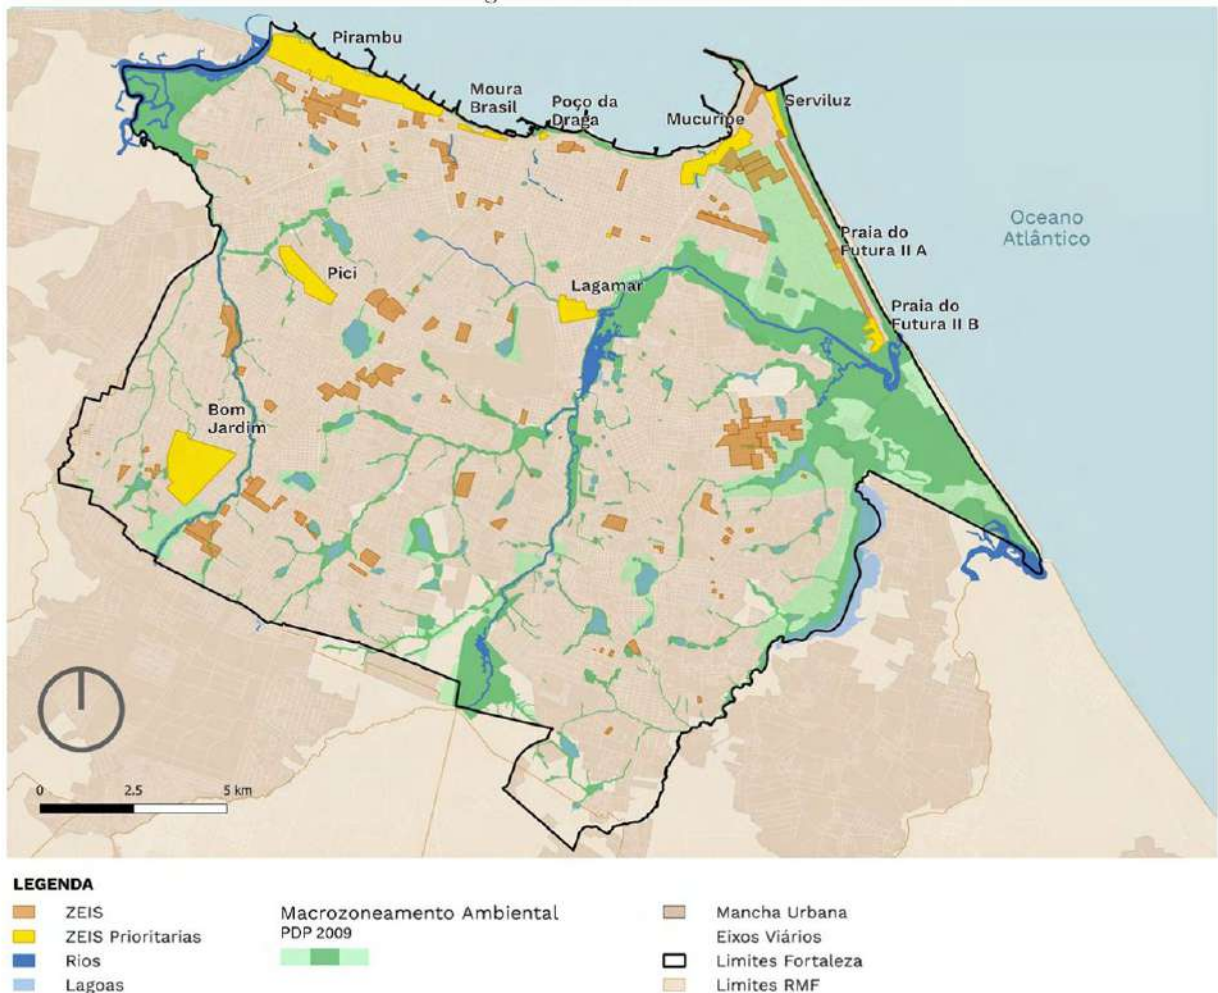 Pirambu
Moura
Brasil
Poço da
Draga
Mucuripe
Serviluz
Oceano
Atlântico
Praia do
Futura II A
Pici
Lagamar
Praia do
Futura II B
Bom
Jardim
0 2.5 5 km
LEGENDA
ZEIS
ZEIS Prioritarias
Rios
Lagoas
Macrozoneamento Ambiental
PDP 2009
Mancha Urbana
Eixos Viários
Limites Fortaleza
Limites RMF